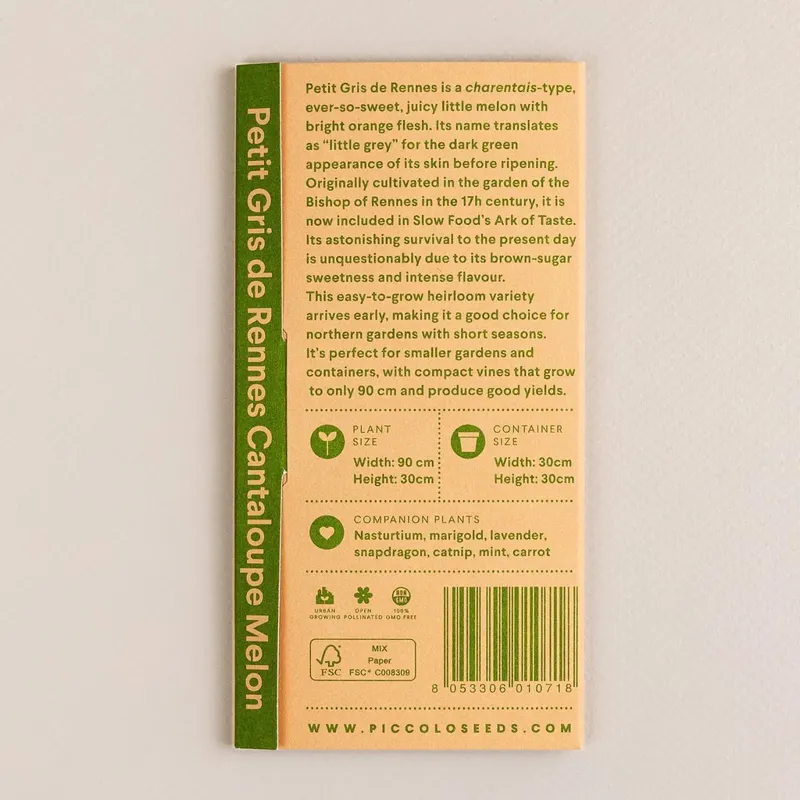 Petit Gris de Rennes Cantaloupe Melon
Petit Gris de Rennes is a charentais-type,
ever-so-sweet, juicy little melon with
bright orange flesh. Its name translates
as “little grey” for the dark green
appearance of its skin before ripening.
Originally cultivated in the garden of the
Bishop of Rennes in the 17h century, it is
now included in Slow Food’s Ark of Taste.
Its astonishing survival to the present day
is unquestionably due to its brown-sugar
sweetness and intense flavour.
This easy-to-grow heirloom variety
arrives early, making it a good choice for
northern gardens with short seasons.
It’s perfect for smaller gardens and
containers, with compact vines that grow
to only 90 cm and produce good yields.
PLANT
SIZE
Width: 90 cm
Height: 30cm
CONTAINER
SIZE
Width: 30cm
Height: 30cm
COMPANION PLANTS
Nasturtium, marigold, lavender,
snapdragon, catnip, mint, carrot
URBAN
GROWING
OPEN
POLLINATED
NON
GMO
100%
GMO FREE
FSC
MIX
Paper
FSC® C008309
8 053306 010718
WWW.PICCOLOSEEDS.COM